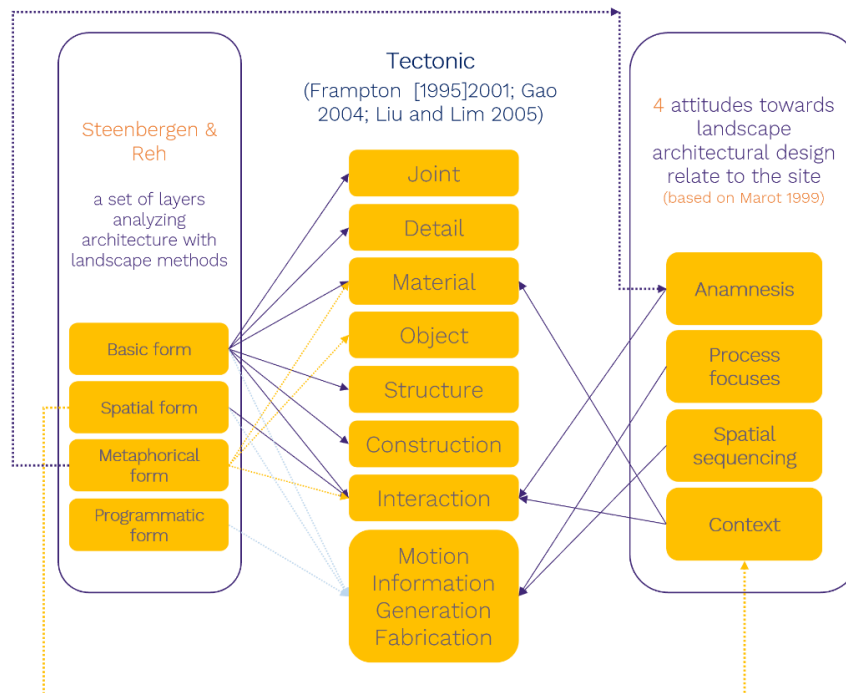 Steenbergen &
Reh
a set of layers
analyzing
architecture with
landscape methods
Basic form
Spatial form
Metaphorical
form
Programmatic
form
Tectonic
(Frampton [1995]2001; Gao
2004; Liu and Lim 2005)
Joint
Detail
Material
Object
Structure
Construction
Interaction
Motion
Information
Generation
Fabrication
4 attitudes towards
landscape
architectural design
relate to the site
(based on Marot 1999)
Anamnesis
Process
focuses
Spatial
sequencing
Context